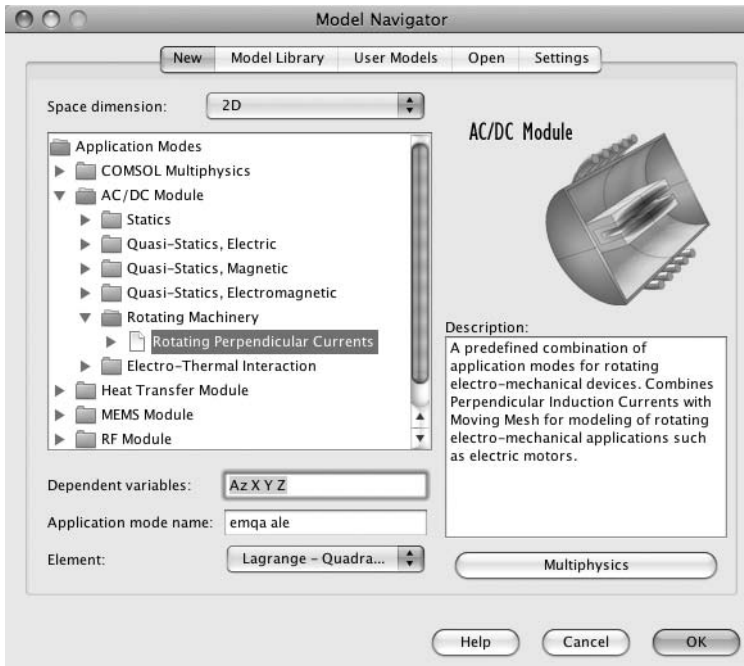 Model Navigator
New Model Library User Models Open Settings
Space dimension: 2D
Application Modes
COMSOL Multiphysics
AC/DC Module
Statics
Quasi-Statics, Electric
Quasi-Statics, Magnetic
Quasi-Statics, Electromagnetic
Rotating Machinery
Rotating Perpendicular Currents
Electro-Thermal Interaction
Heat Transfer Module
MEMS Module
RF Module
AC/DC Module
Description:
A predefined combination of
application modes for rotating
electro-mechanical devices. Combines
Perpendicular Induction Currents with
Moving Mesh for modeling of rotating
electro-mechanical applications such
as electric motors.
Dependent variables: Az X Y Z
Application mode name: emqa ale
Element: Lagrange - Quadra...
Multiphysics
Help Cancel OK